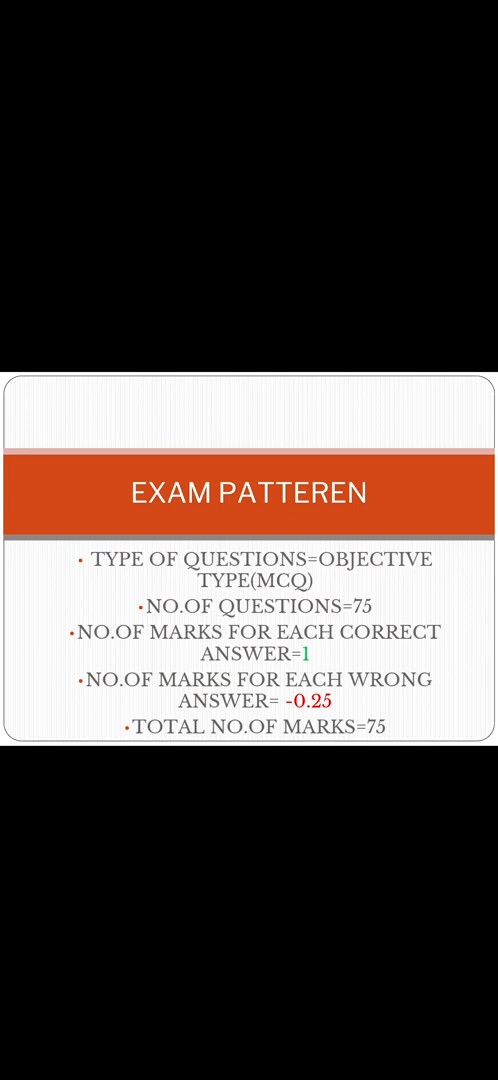 EXAM PATTEREN
• TYPE OF QUESTIONS=OBJECTIVE
TYPE(MCQ)
•NO.OF QUESTIONS=75
•NO.OF MARKS FOR EACH CORRECT
ANSWER=1
•NO.OF MARKS FOR EACH WRONG
ANSWER= -0.25
•TOTAL NO.OF MARKS=75